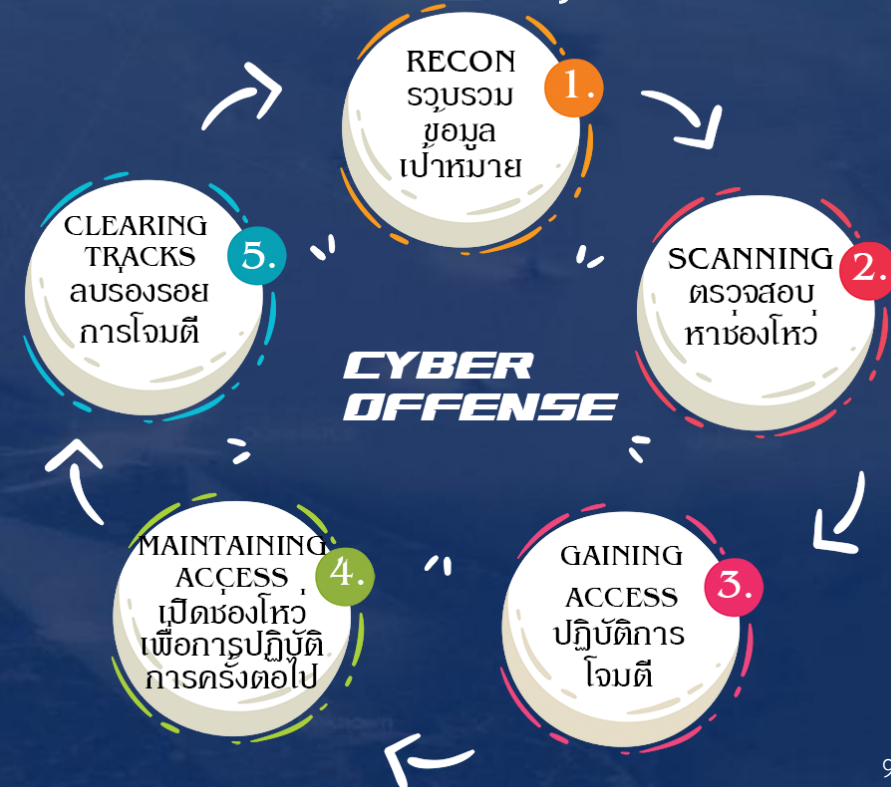 RECON
รวบรวม
ข้อมูล
เป้าหมาย
1.
SCANNING
ตรวจสอบ
หาช่องโหว่
2.
GAINING
ACCESS
ปฏิบัติการ
โจมตี
3.
MAINTAINING
ACCESS
เปิดช่องโหว่
เพื่อการปฏิบัติ
การครั้งต่อไป
4.
CLEARING
TRACKS
ลบร่องรอย
การโจมตี
5.
CYBER
OFFENSE
9